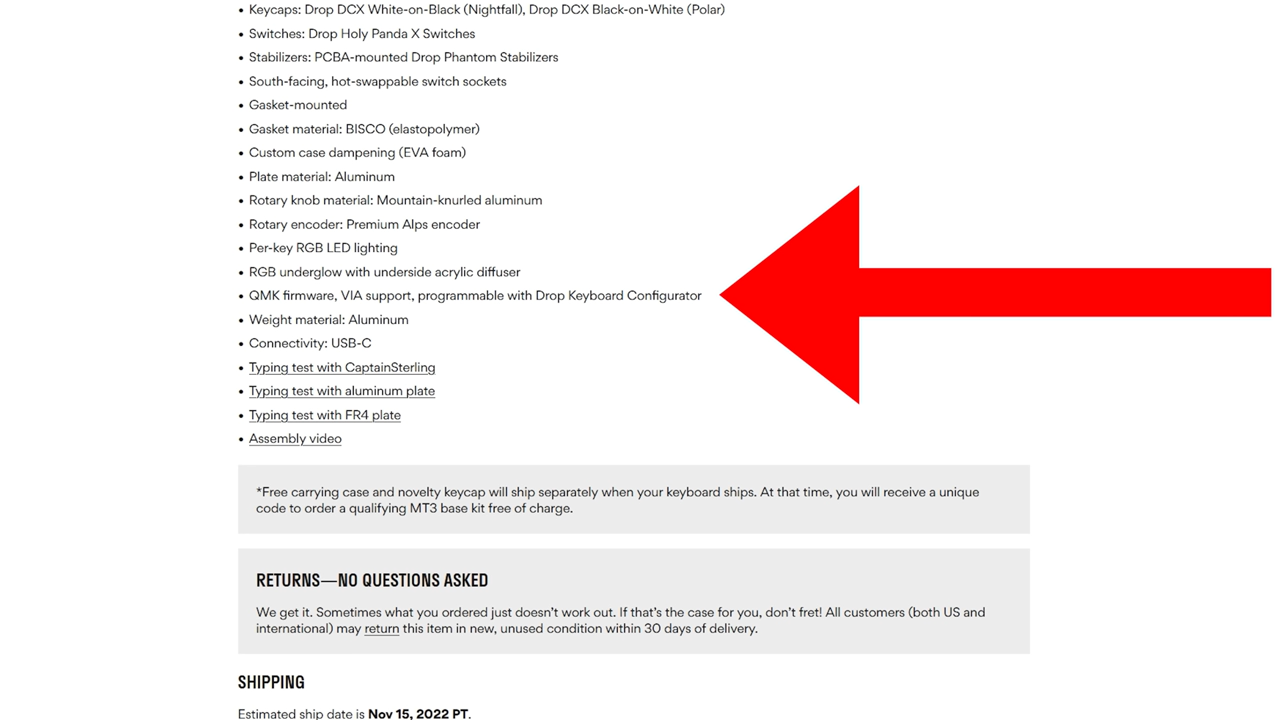 • Keycaps: Drop DCX White-on-Black (Nightfall), Drop DCX Black-on-White (Polar)
• Switches: Drop Holy Panda X Switches
• Stabilizers: PCBA-mounted Drop Phantom Stabilizers
• South-facing, hot-swappable switch sockets
• Gasket-mounted
• Gasket material: BISCO (elastopolymer)
• Custom case dampening (EVA foam)
• Plate material: Aluminum
• Rotary knob material: Mountain-knurled aluminum
• Rotary encoder: Premium Alps encoder
• Per-key RGB LED lighting
• RGB underglow with underside acrylic diffuser
• QMK firmware, VIA support, programmable with Drop Keyboard Configurator
• Weight material: Aluminum
• Connectivity: USB-C
• Typing test with CaptainSterling
• Typing test with aluminum plate
• Typing test with FR4 plate
• Assembly video
*Free carrying case and novelty keycap will ship separately when your keyboard ships. At that time, you will receive a unique
code to order a qualifying MT3 base kit free of charge.
RETURNS—NO QUESTIONS ASKED
We get it. Sometimes what you ordered just doesn't work out. If that's the case for you, don't fret! All customers (both US and
international) may return this item in new, unused condition within 30 days of delivery.
SHIPPING
Estimated ship date is Nov 15, 2022 PT.